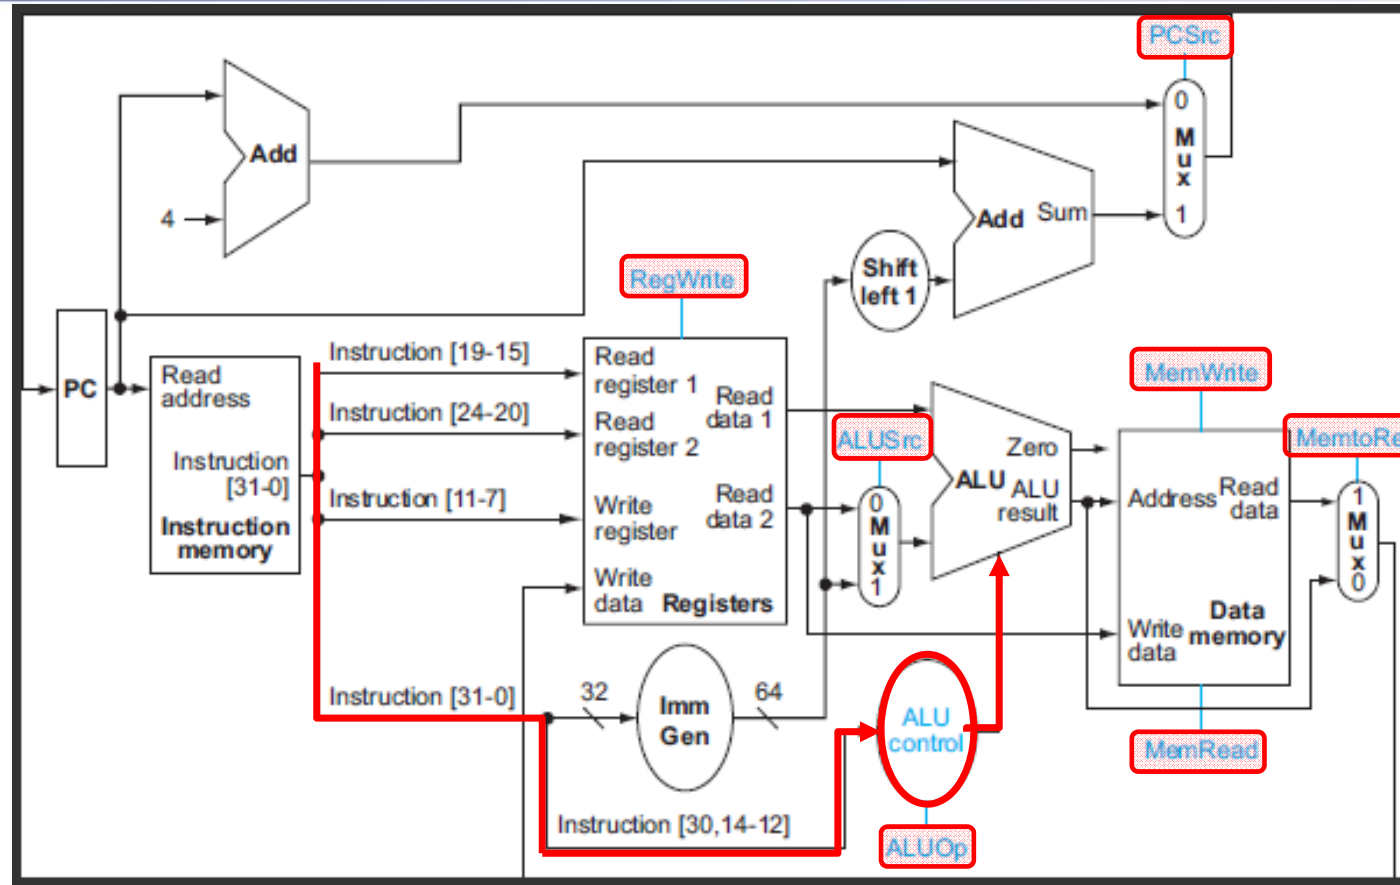 PCSrc
0
M
u
x
1
Add
4
Add Sum
Shift
left 1
RegWrite
PC
Read
address
Instruction
[31-0]
Instruction
memory
Instruction [19-15]
Instruction [24-20]
Instruction [11-7]
Instruction [31-0]
Read
register 1
Read
register 2
Write
register
Write
data
Registers
Read
data 1
Read
data 2
ALUSrc
0
M
u
x
1
Zero
ALU
ALU
result
MemWrite
Address
Read
data
Write
data
Data
memory
MemRead
MemtoRe
1
M
u
x
0
32
Imm
Gen
64
ALU
control
Instruction [30,14-12]
ALUOp